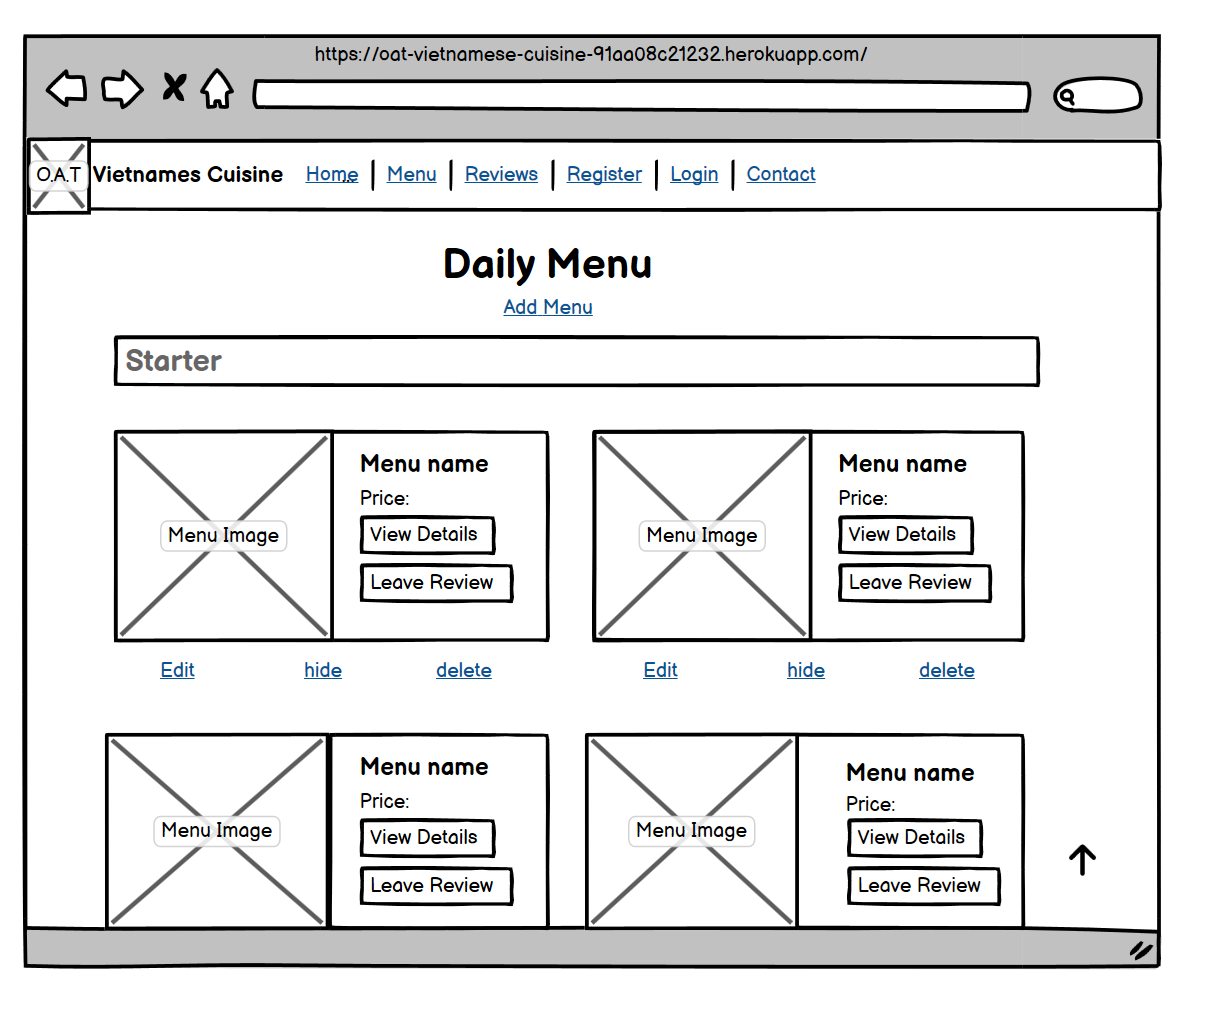 https://oat-vietnamese-cuisine-91aa08c21232.herokuapp.com/
O.A.T Vietnames Cuisine Home Menu Reviews Register Login Contact
Daily Menu
Add Menu
Starter
Menu name Menu name
Price: Price:
Menu Image View Details Menu Image View Details
Leave Review Leave Review
Edit hide delete Edit hide delete
Menu name Menu name
Price: Price:
Menu Image View Details Menu Image View Details
Leave Review Leave Review